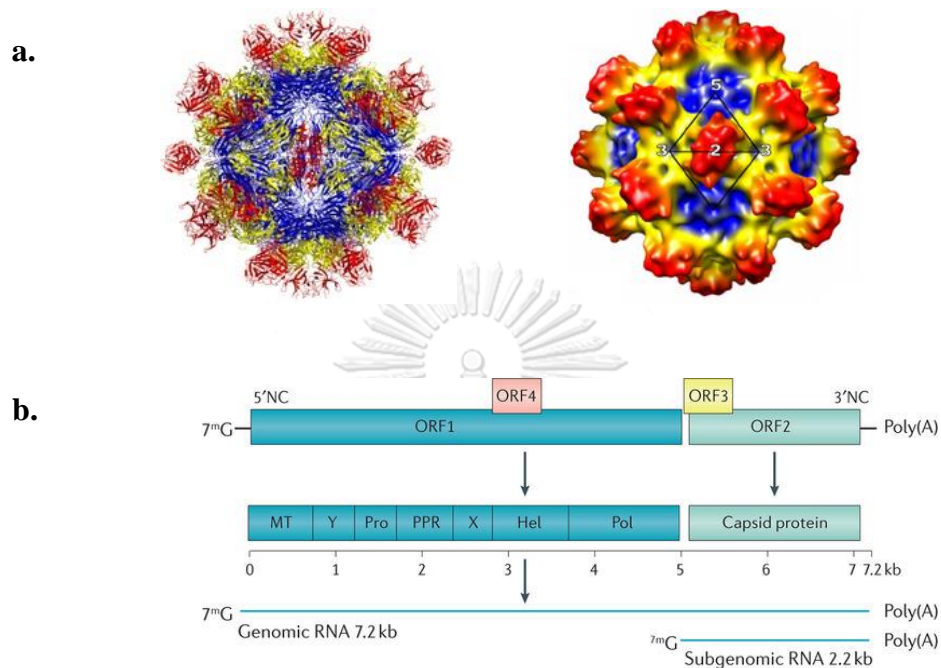 a.
5
3 2 3
b.
5′NC ORF4 ORF3 3′NC
7ᵐG ORF1 ORF2 Poly(A)
MT Y Pro PPR X Hel Pol Capsid protein
0 1 2 3 4 5 6 7 7.2 kb
7ᵐG Poly(A)
Genomic RNA 7.2 kb
7ᵐG Poly(A)
Subgenomic RNA 2.2 kb